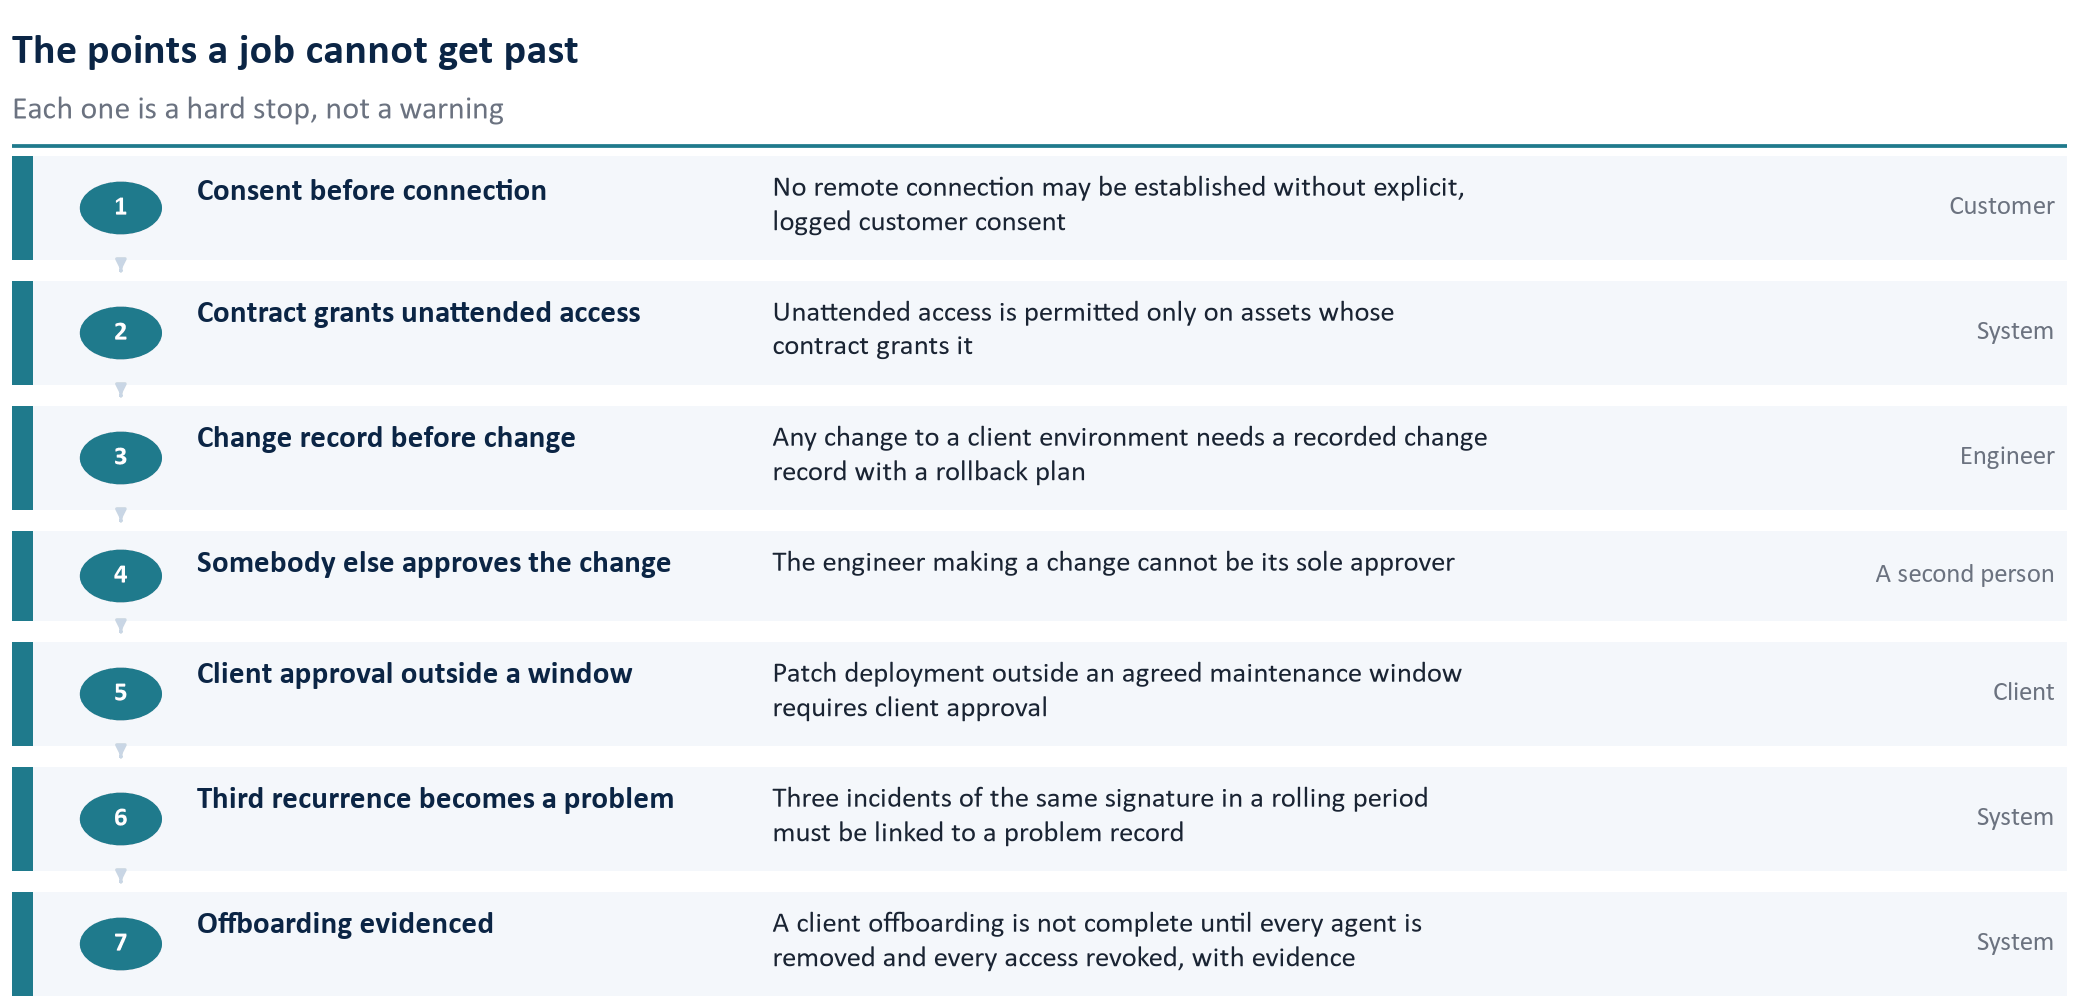 The points a job cannot get past
Each one is a hard stop, not a warning
1
Consent before connection
No remote connection may be established without explicit,
logged customer consent
Customer
2
Contract grants unattended access
Unattended access is permitted only on assets whose
contract grants it
System
3
Change record before change
Any change to a client environment needs a recorded change
record with a rollback plan
Engineer
4
Somebody else approves the change
The engineer making a change cannot be its sole approver
A second person
5
Client approval outside a window
Patch deployment outside an agreed maintenance window
requires client approval
Client
6
Third recurrence becomes a problem
Three incidents of the same signature in a rolling period
must be linked to a problem record
System
7
Offboarding evidenced
A client offboarding is not complete until every agent is
removed and every access revoked, with evidence
System